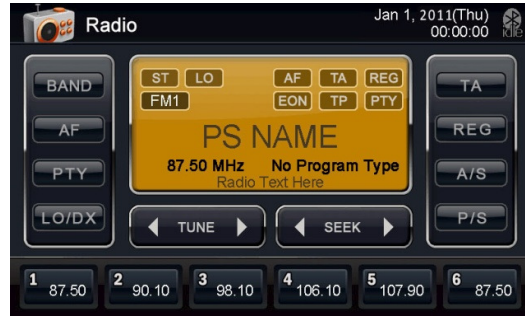 Radio
Jan 1, 2011(Thu)
00:00:00
idle
BAND
AF
PTY
LO/DX
ST LO AF TA REG
FM1 EON TP PTY
PS NAME
87.50 MHz No Program Type
Radio Text Here
TUNE SEEK
TA
REG
A/S
P/S
1 87.50 2 90.10 3 98.10 4 106.10 5 107.90 6 87.50